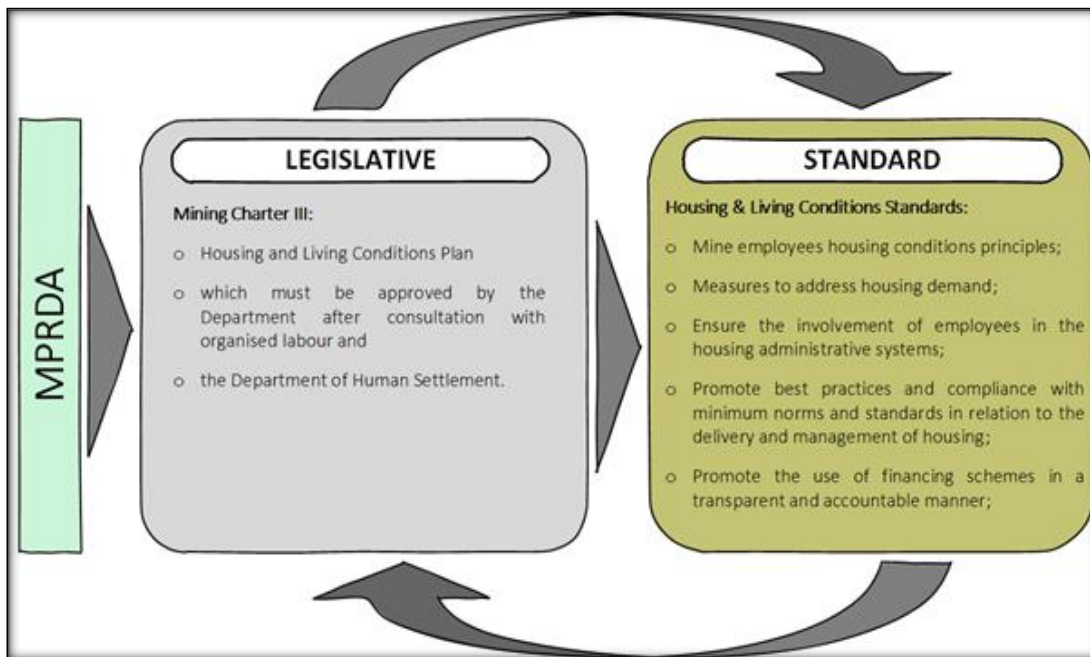 MPRDA
LEGISLATIVE
Mining Charter III:
o Housing and Living Conditions Plan
o which must be approved by the
Department after consultation with
organised labour and
o the Department of Human Settlement.
STANDARD
Housing & Living Conditions Standards:
o Mine employees housing conditions principles;
o Measures to address housing demand;
o Ensure the involvement of employees in the
housing administrative systems;
o Promote best practices and compliance with
minimum norms and standards in relation to the
delivery and management of housing;
o Promote the use of financing schemes in a
transparent and accountable manner;